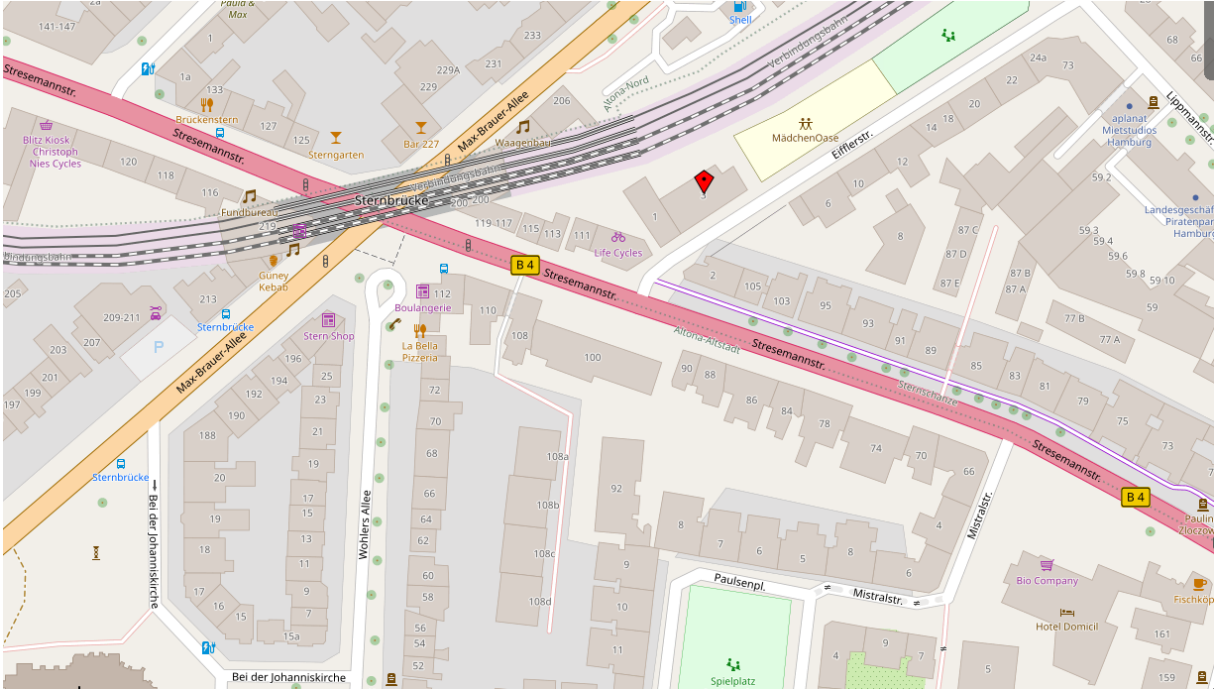 Paula &
Max
2a
141-147
1
1a
133
Brückenstern
127
125
Sterngarten
Bar 227
229A
229
231
233
206
Waagenbau
Shell
Altona-Nord
Verbindungsbahn
MädchenOase
Eifflerstr.
24a
73
22
20
18
14
12
10
6
8
68
66
aplanat
Mietstudios
Hamburg
Lippmannstr.
59.2
59.3
59.4
59.6
59.8
59.10
59
Landesgeschä
Piratenpar
Hamburg
Stresemannstr.
Stresemannstr.
Max-Brauer-Allee
Verbindungsbahn
Sternbrücke
200
200
Blitz Kiosk
Christoph
Nies Cycles
120
118
116
Fundbureau
219
bindungsbahn
Güney
Kebab
119-117
115
113
111
Life Cycles
1
3
B 4
Stresemannstr.
205
213
209-211
Sternbrücke
P
207
203
201
197
199
Max-Brauer-Allee
Stern-Shop
Boulangerie
112
110
108
La Bella
Pizzeria
100
Altona-Altstadt
Stresemannstr.
Sternschanze
2
105
103
95
93
91
89
87 C
87 D
87 E
87 B
87 A
77 B
77 A
85
83
81
79
75
73
7
90
88
86
84
78
74
70
66
Stresemannstr.
B 4
196
194
190
188
25
23
21
19
17
15
13
11
9
7
20
19
18
17
16
15
15a
72
70
68
66
64
62
60
58
56
54
52
Wohlers Allee
Sternbrücke
Bei der Johanniskirche
Bei der Johanniskirche
108a
108b
108c
108d
92
8
7
6
5
8
6
4
9
10
11
Paulsenpl.
Mistralstr.
Mistralstr.
Spielplatz
Bio Company
Hotel Domicil
Fischköp
Paulin
Złoczow
161
159
4
9
7
5